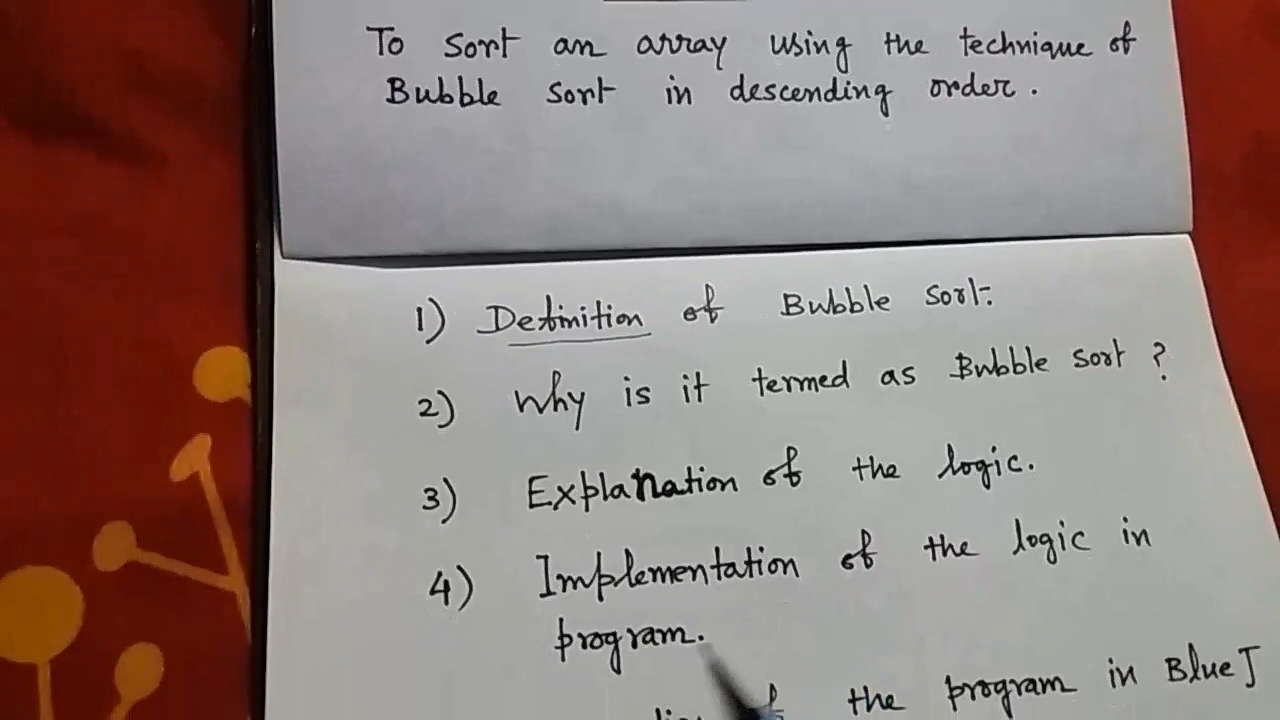 To sort an array using the technique of
Bubble sort in descending order.
1) Definition of Bubble sort:
2) Why is it termed as Bubble sort ?
3) Explanation of the logic.
4) Implementation of the logic in
program.
the program in BlueJ